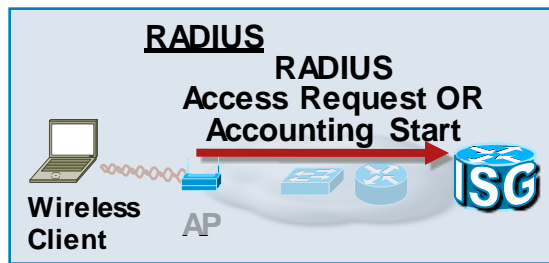 RADIUS
RADIUS
Access Request OR
Accounting Start
ISG
Wireless
Client
AP